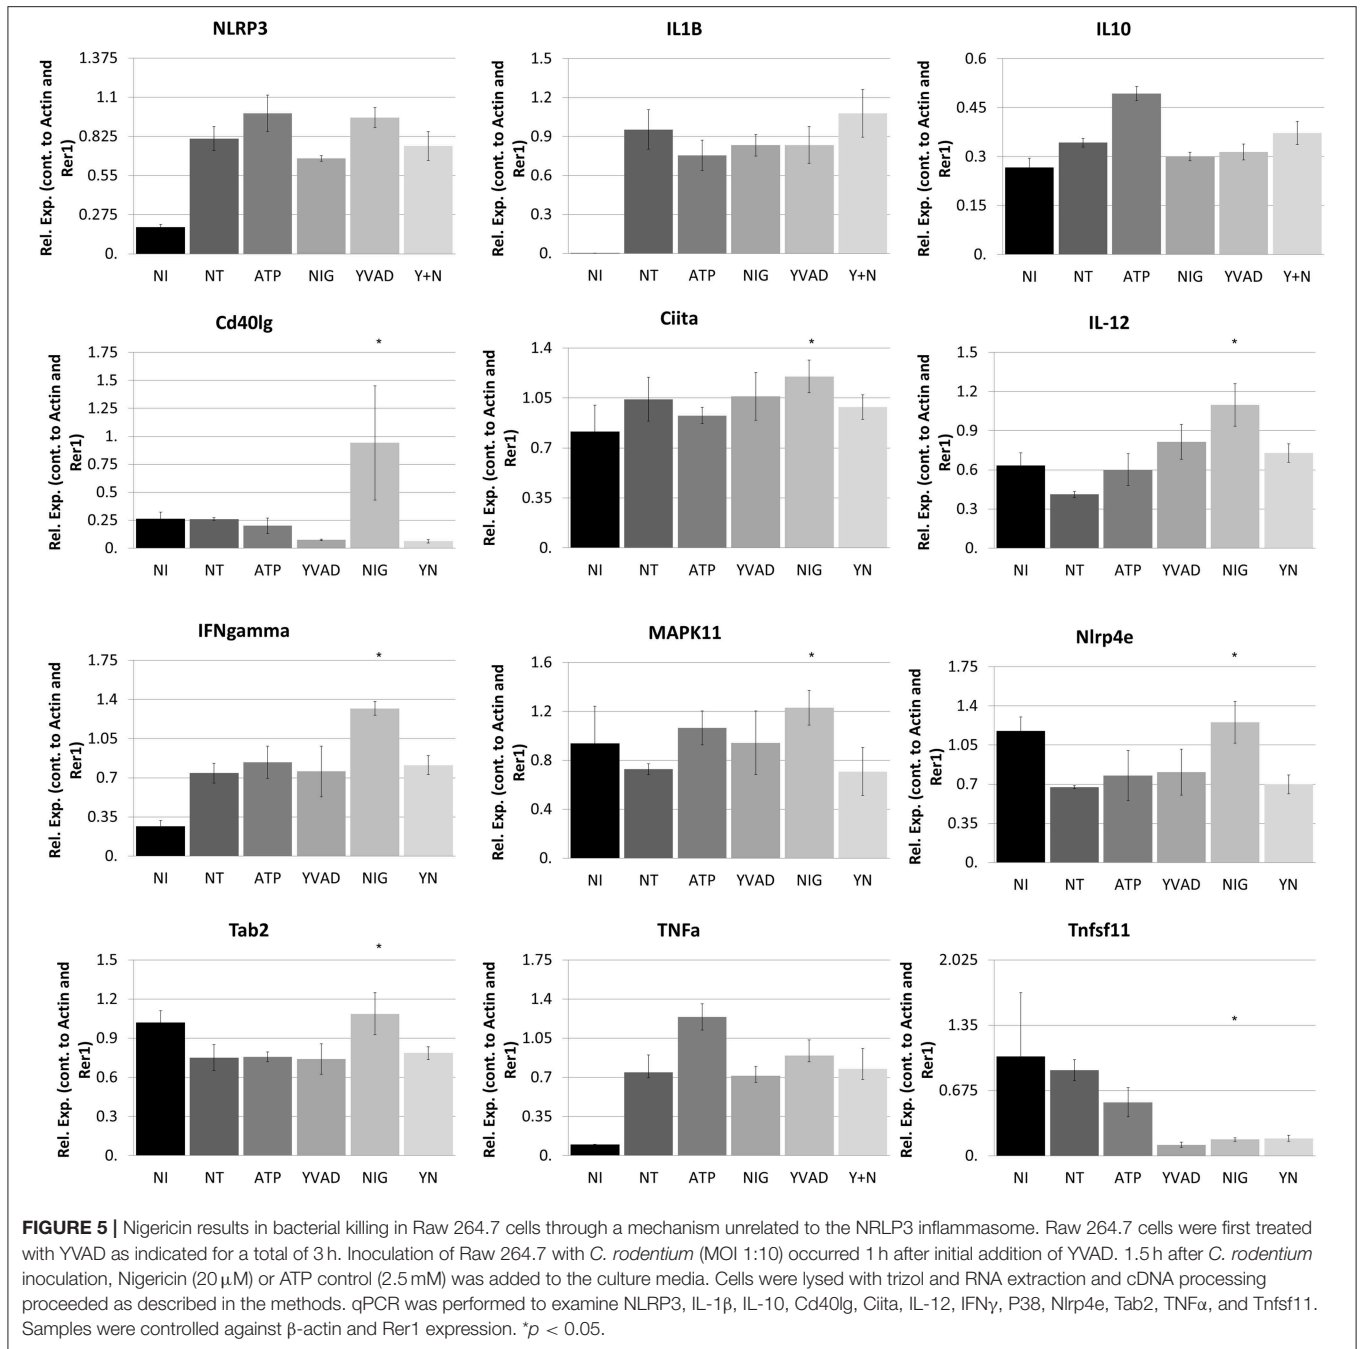 NLRP3
Rel. Exp. (cont. to Actin and
Rer1)
1.375
1.1
0.825
0.55
0.275
0.
NI NT ATP NIG YVAD Y+N
IL1B
Rel. Exp. (cont. to Actin and
Rer1)
1.5
1.2
0.9
0.6
0.3
0.
NI NT ATP NIG YVAD Y+N
IL10
Rel. Exp. (cont. to Actin and
Rer1)
0.6
0.45
0.3
0.15
0.
NI NT ATP NIG YVAD Y+N
Cd40lg
Rel. Exp. (cont. to Actin and
Rer1)
1.75
1.5
1.25
1.
0.75
0.5
0.25
0.
*
NI NT ATP YVAD NIG YN
Ciita
Rel. Exp. (cont. to Actin and
Rer1)
1.4
1.05
0.7
0.35
0.
*
NI NT ATP YVAD NIG YN
IL-12
Rel. Exp. (cont. to Actin and
Rer1)
1.5
1.2
0.9
0.6
0.3
0.
*
NI NT ATP YVAD NIG YN
IFNgamma
Rel. Exp. (cont. to Actin and
Rer1)
1.75
1.4
1.05
0.7
0.35
0.
*
NI NT ATP YVAD NIG YN
MAPK11
Rel. Exp. (cont. to Actin and
Rer1)
1.6
1.2
0.8
0.4
0.
*
NI NT ATP YVAD NIG YN
Nlrp4e
Rel. Exp. (cont. to Actin and
Rer1)
1.75
1.4
1.05
0.7
0.35
0.
*
NI NT ATP YVAD NIG YN
Tab2
Rel. Exp. (cont. to Actin and
Rer1)
1.5
1.2
0.9
0.6
0.3
0.
*
NI NT ATP YVAD NIG YN
TNFa
Rel. Exp. (cont. to Actin and
Rer1)
1.75
1.4
1.05
0.7
0.35
0.
NI NT ATP NIG YVAD Y+N
Tnfsf11
Rel. Exp. (cont. to Actin and
Rer1)
2.025
1.35
0.675
0.
*
NI NT ATP YVAD NIG YN
FIGURE 5 | Nigericin results in bacterial killing in Raw 264.7 cells through a mechanism unrelated to the NRLP3 inflammasome. Raw 264.7 cells were first treated
with YVAD as indicated for a total of 3 h. Inoculation of Raw 264.7 with C. rodentium (MOI 1:10) occurred 1 h after initial addition of YVAD. 1.5 h after C. rodentium
inoculation, Nigericin (20 μM) or ATP control (2.5 mM) was added to the culture media. Cells were lysed with trizol and RNA extraction and cDNA processing
proceeded as described in the methods. qPCR was performed to examine NLRP3, IL-1β, IL-10, Cd40lg, Ciita, IL-12, IFNγ, P38, Nlrp4e, Tab2, TNFα, and Tnfsf11.
Samples were controlled against β-actin and Rer1 expression. *p < 0.05.